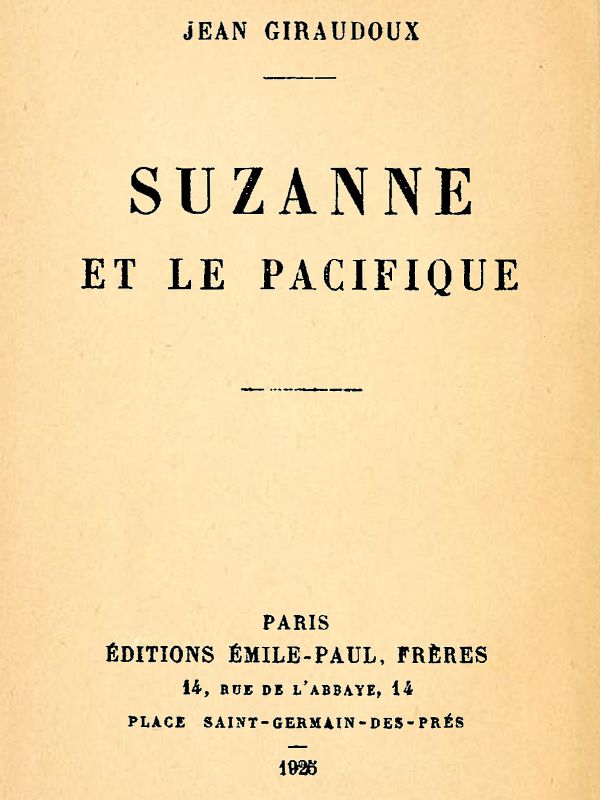 JEAN GIRAUDOUX
SUZANNE
ET LE PACIFIQUE
PARIS
ÉDITIONS ÉMILE-PAUL, FRÈRES
14, RUE DE L'ABBAYE, 14
PLACE SAINT-GERMAIN-DES-PRÉS
1925